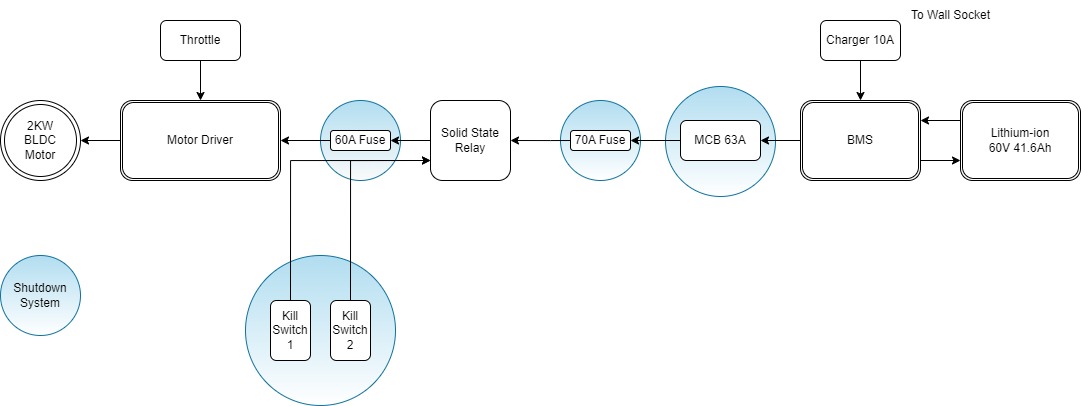 To Wall Socket
Throttle
Charger 10A
2KW
BLDC
Motor
Motor Driver
60A Fuse
Solid State
Relay
70A Fuse
MCB 63A
BMS
Lithium-ion
60V 41.6Ah
Shutdown
System
Kill
Switch
1
Kill
Switch
2